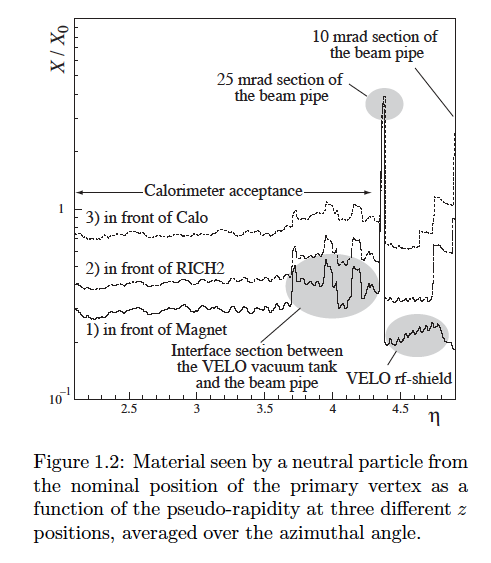 X / X0
10 mrad section of
the beam pipe
25 mrad section of
the beam pipe
Calorimeter acceptance
1
3) in front of Calo
2) in front of RICH2
1) in front of Magnet
Interface section between
the VELO vacuum tank
and the beam pipe
VELO rf-shield
10-1
2.5 3 3.5 4 4.5
η
Figure 1.2: Material seen by a neutral particle from
the nominal position of the primary vertex as a
function of the pseudo-rapidity at three different z
positions, averaged over the azimuthal angle.